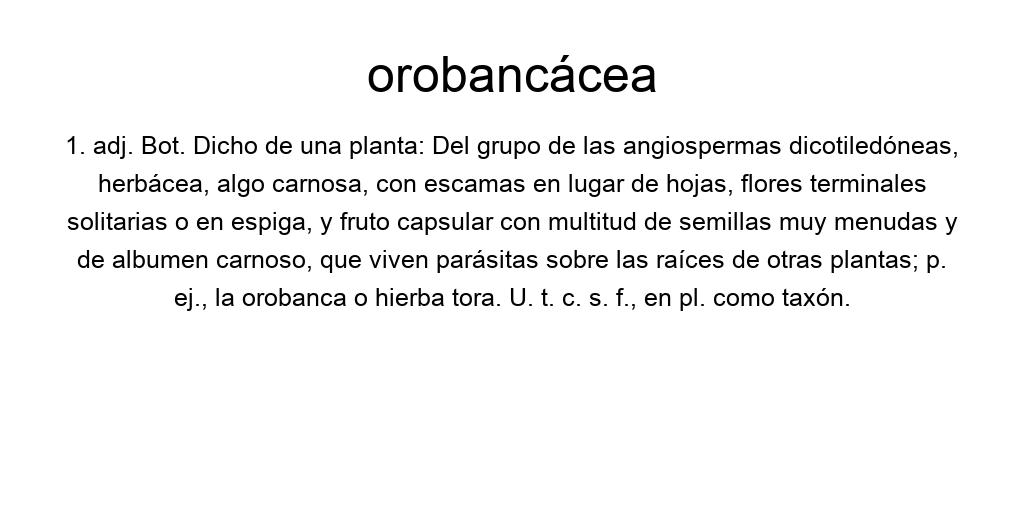 orobancácea
1. adj. Bot. Dicho de una planta: Del grupo de las angiospermas dicotiledóneas,
herbácea, algo carnosa, con escamas en lugar de hojas, flores terminales
solitarias o en espiga, y fruto capsular con multitud de semillas muy menudas y
de albumen carnoso, que viven parásitas sobre las raíces de otras plantas; p.
ej., la orobanca o hierba tora. U. t. c. s. f., en pl. como taxón.